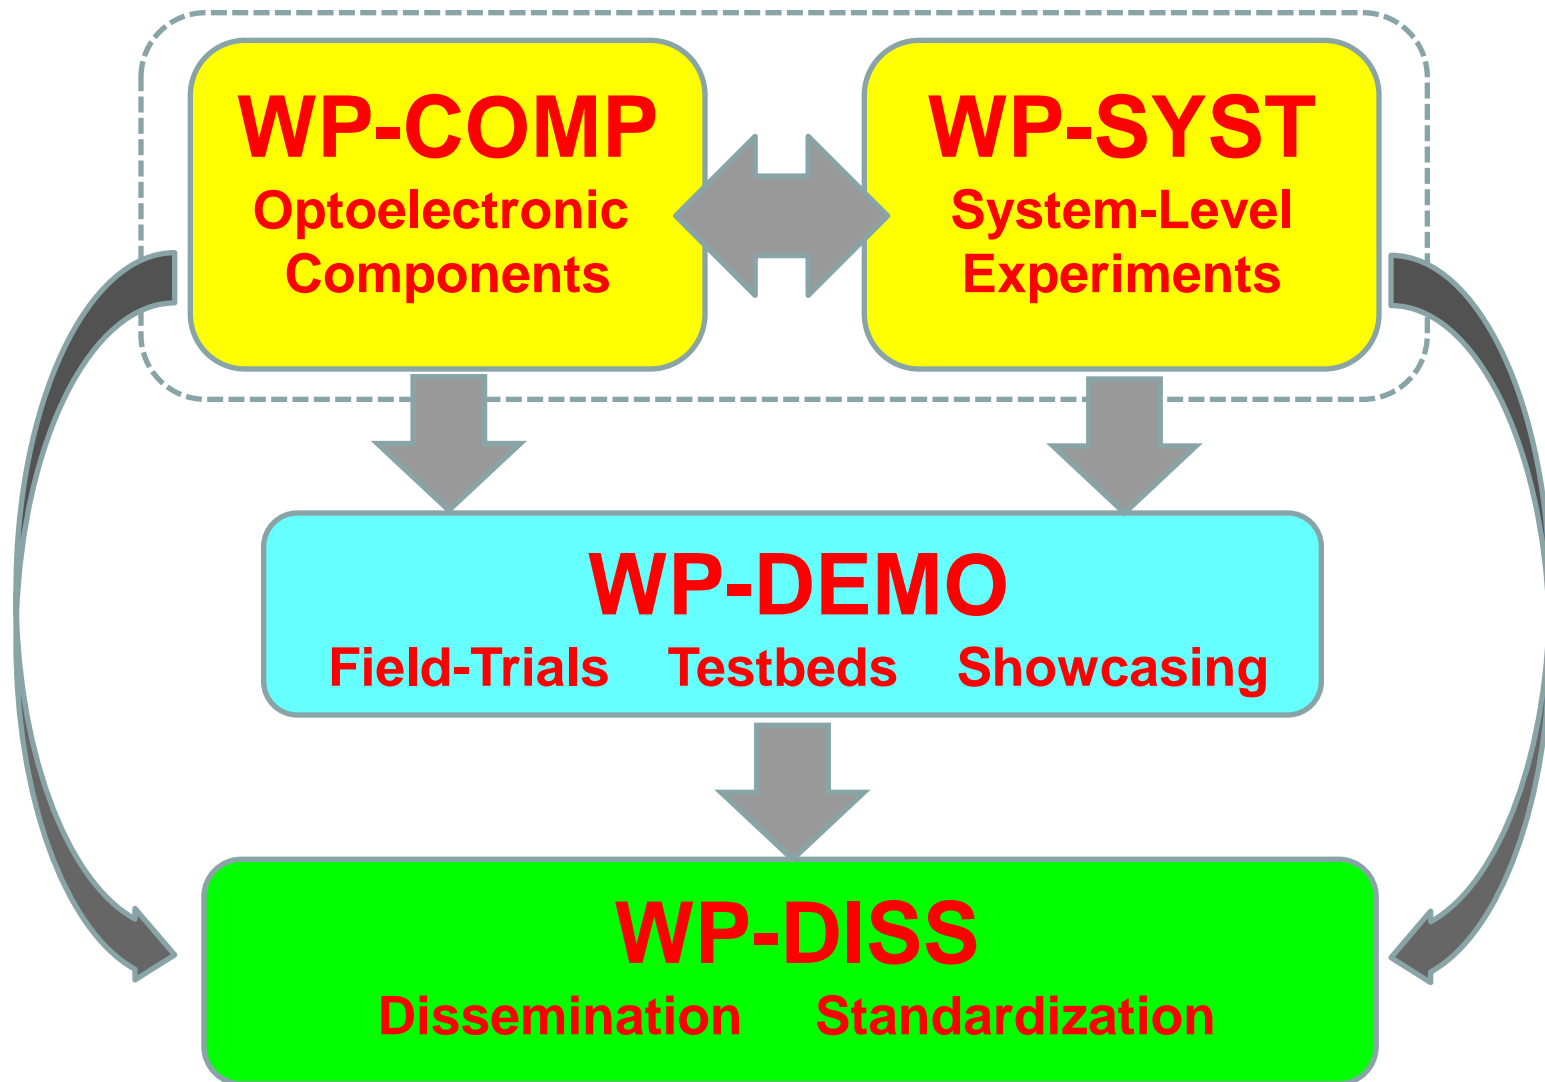 WP-COMP
Optoelectronic
Components
WP-SYST
System-Level
Experiments
WP-DEMO
Field-Trials Testbeds Showcasing
WP-DISS
Dissemination Standardization